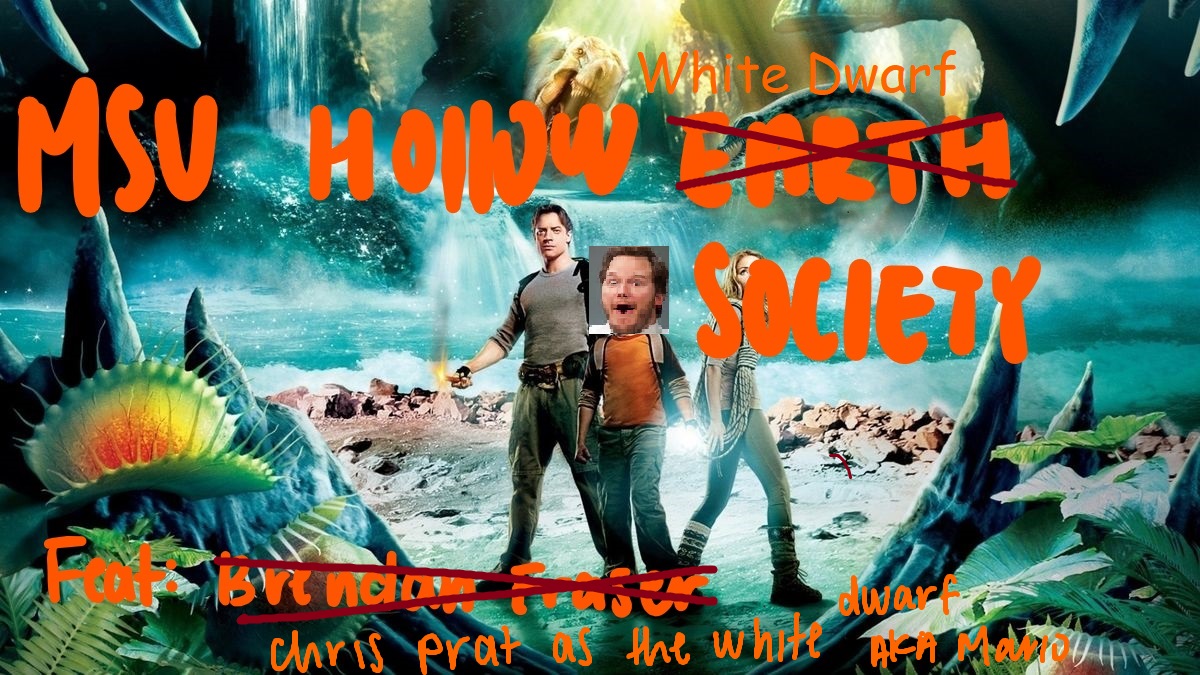 White Dwarf
MSU HOllOW EARTH
SOCIETY
Feat: Brendan Fraser
dwarf
chris prat as the white AKA Mario